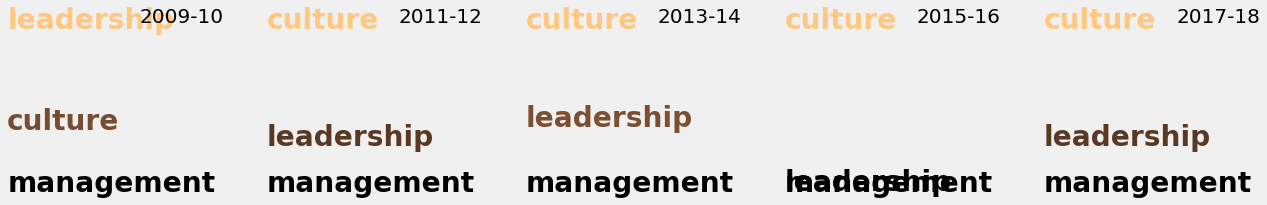 leadership 2009-10 culture 2011-12 culture 2013-14 culture 2015-16 culture 2017-18
culture leadership leadership leadership
management management management management leadership management